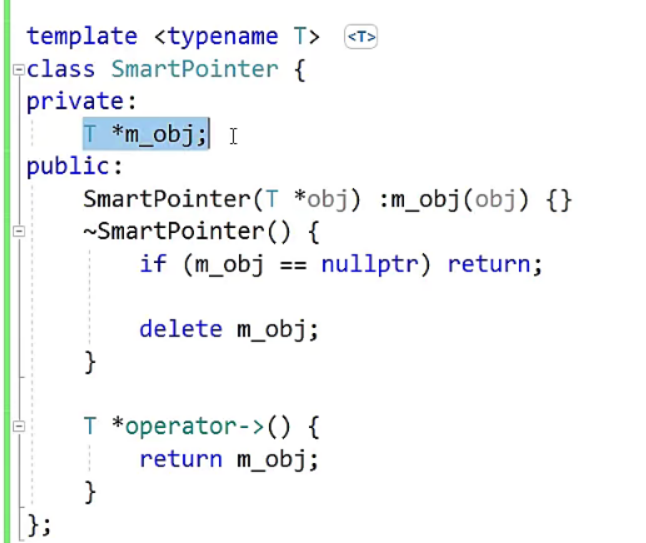 template <typename T> <T>
class SmartPointer {
private:
    T *m_obj;
public:
    SmartPointer(T *obj) :m_obj(obj) {}
    ~SmartPointer() {
        if (m_obj == nullptr) return;
        delete m_obj;
    }
    T *operator->() {
        return m_obj;
    }
};